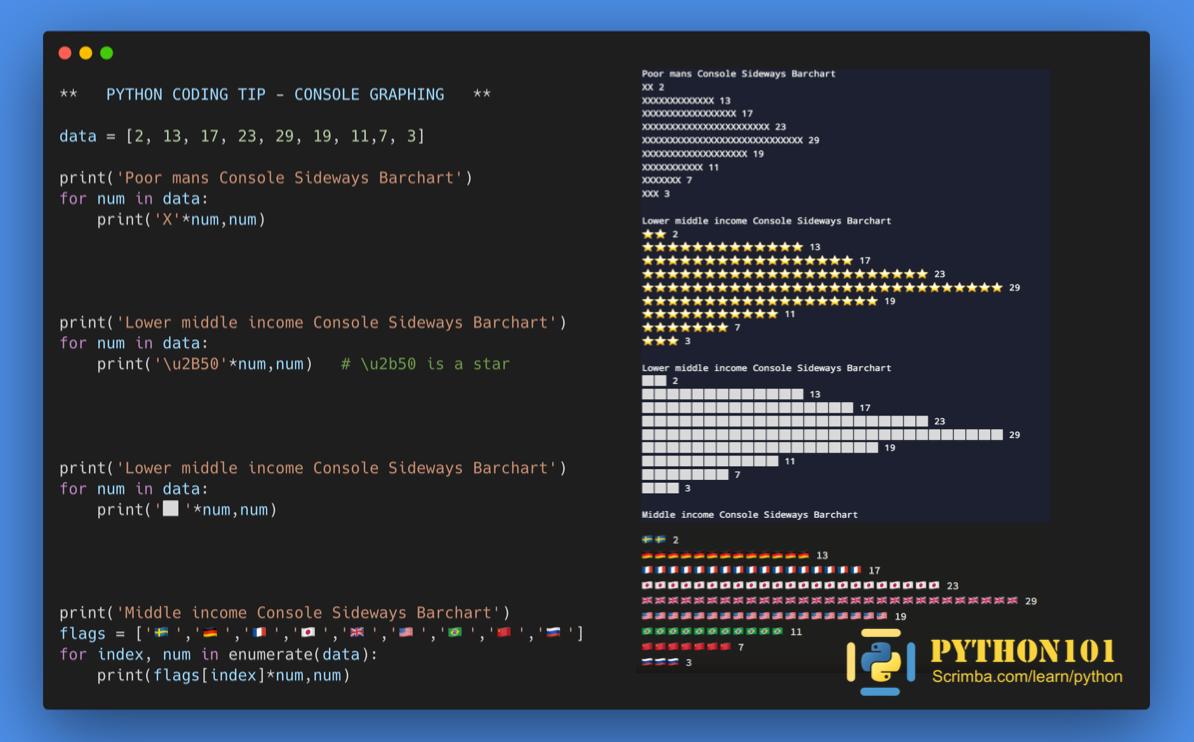 ** PYTHON CODING TIP - CONSOLE GRAPHING **
data = [2, 13, 17, 23, 29, 19, 11,7, 3]
print('Poor mans Console Sideways Barchart')
for num in data:
    print('X'*num,num)
print('Lower middle income Console Sideways Barchart')
for num in data:
    print('\u2B50'*num,num)   # \u2b50 is a star
print('Lower middle income Console Sideways Barchart')
for num in data:
    print('⬜ '*num,num)
print('Middle income Console Sideways Barchart')
flags = ['🇸🇪 ','🇩🇪 ','🇫🇷 ','🇯🇵 ','🇬🇧 ','🇺🇸 ','🇧🇷 ','🇨🇳 ','🇷🇺 ']
for index, num in enumerate(data):
    print(flags[index]*num,num)
Poor mans Console Sideways Barchart
XX 2
XXXXXXXXXXXXX 13
XXXXXXXXXXXXXXXXX 17
XXXXXXXXXXXXXXXXXXXXXXX 23
XXXXXXXXXXXXXXXXXXXXXXXXXXXXX 29
XXXXXXXXXXXXXXXXXXX 19
XXXXXXXXXXX 11
XXXXXXX 7
XXX 3
Lower middle income Console Sideways Barchart
⭐⭐ 2
⭐⭐⭐⭐⭐⭐⭐⭐⭐⭐⭐⭐⭐ 13
⭐⭐⭐⭐⭐⭐⭐⭐⭐⭐⭐⭐⭐⭐⭐⭐⭐ 17
⭐⭐⭐⭐⭐⭐⭐⭐⭐⭐⭐⭐⭐⭐⭐⭐⭐⭐⭐⭐⭐⭐⭐ 23
⭐⭐⭐⭐⭐⭐⭐⭐⭐⭐⭐⭐⭐⭐⭐⭐⭐⭐⭐⭐⭐⭐⭐⭐⭐⭐⭐⭐⭐ 29
⭐⭐⭐⭐⭐⭐⭐⭐⭐⭐⭐⭐⭐⭐⭐⭐⭐⭐⭐ 19
⭐⭐⭐⭐⭐⭐⭐⭐⭐⭐⭐ 11
⭐⭐⭐⭐⭐⭐⭐ 7
⭐⭐⭐ 3
Lower middle income Console Sideways Barchart
2
13
17
23
29
19
11
7
3
Middle income Console Sideways Barchart
2
13
17
23
29
19
11
7
3
PYTHON101
Scrimba.com/learn/python